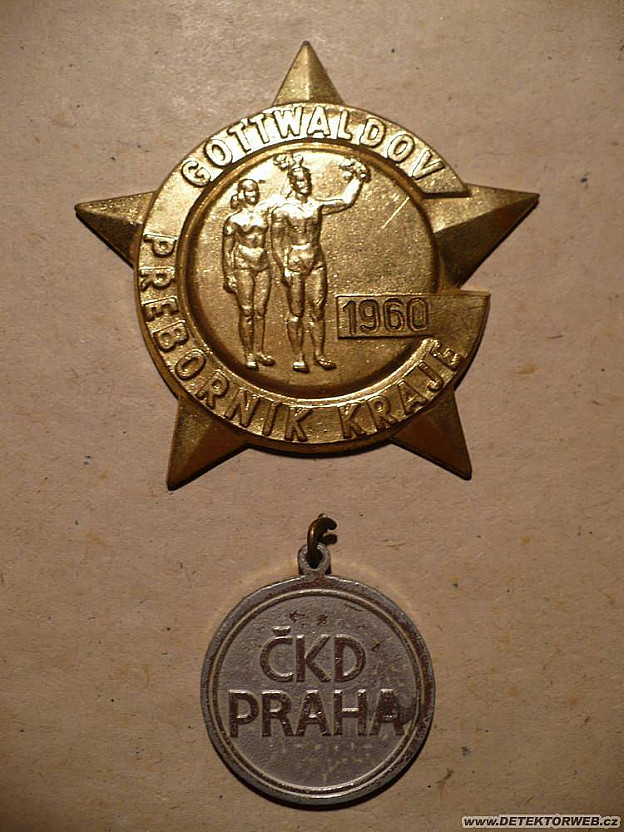 GOTTWALDOV
PŘEBORNÍK KRAJE
1960
ČKD
PRAHA
www.DETEKTORWEB.cz